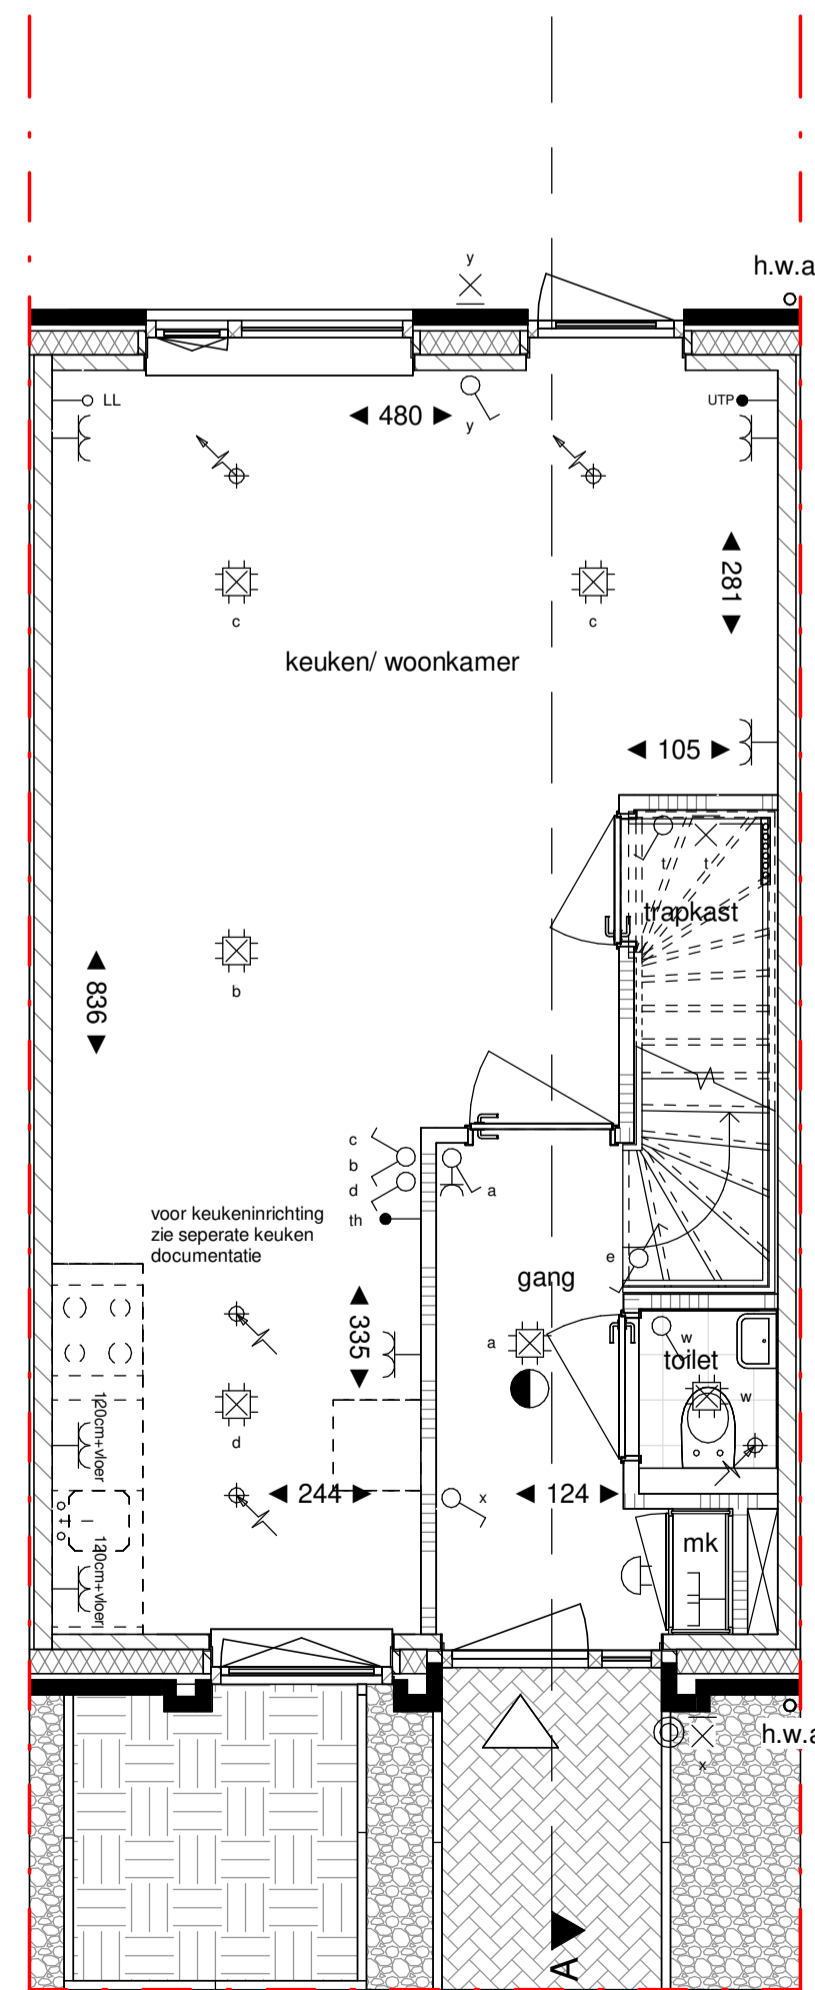 y
h.w.a
LL
480
y
UTP
281
c
c
keuken/ woonkamer
105
t
t
trapkast
b
836
c
b
d
th
a
voor keukeninrichting
zie seperate keuken
documentatie
e
gang
335
a
w
toilet
w
d
120cm+vloer
244
x
124
mk
120cm+vloer
h.w.a
x
A